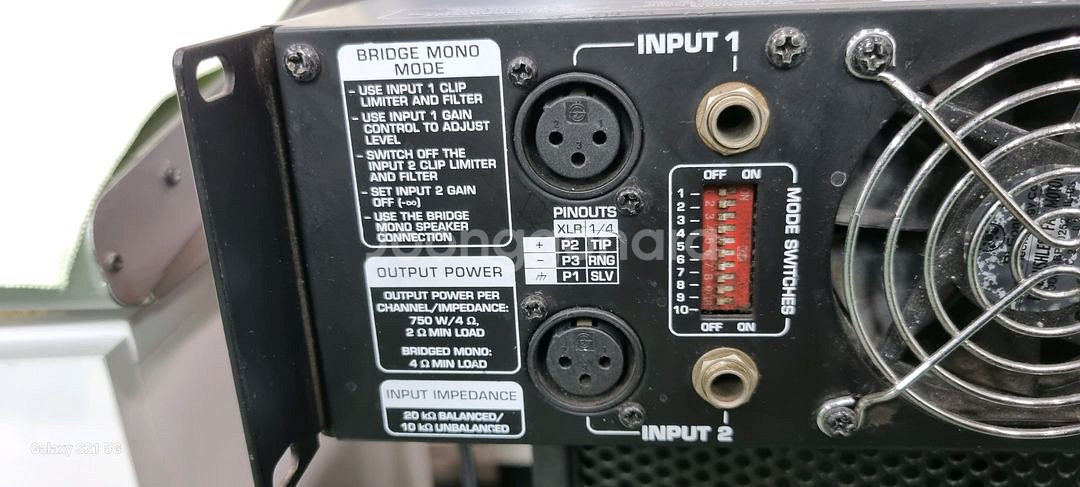 BRIDGE MONO
MODE
- USE INPUT 1 CLIP
LIMITER AND FILTER
- USE INPUT 1 GAIN
CONTROL TO ADJUST
LEVEL
- SWITCH OFF THE
INPUT 2 CLIP LIMITER
AND FILTER
- SET INPUT 2 GAIN
OFF (-∞)
- USE THE BRIDGE
MONO SPEAKER
CONNECTION
OUTPUT POWER
OUTPUT POWER PER
CHANNEL/IMPEDANCE:
750 W/4 Ω,
2 Ω MIN LOAD
BRIDGED MONO:
4 Ω MIN LOAD
INPUT IMPEDANCE
20 kΩ BALANCED/
10 kΩ UNBALANCED
INPUT 1
2 1
3
PINOUTS
XLR 1/4
+ P2 TIP
- P3 RNG
P1 SLV
INPUT 2
OFF ON
1
2
3
4
5
6
7
8
9
10
OFF ON
MODE SWITCHES
Galaxy S21 5G